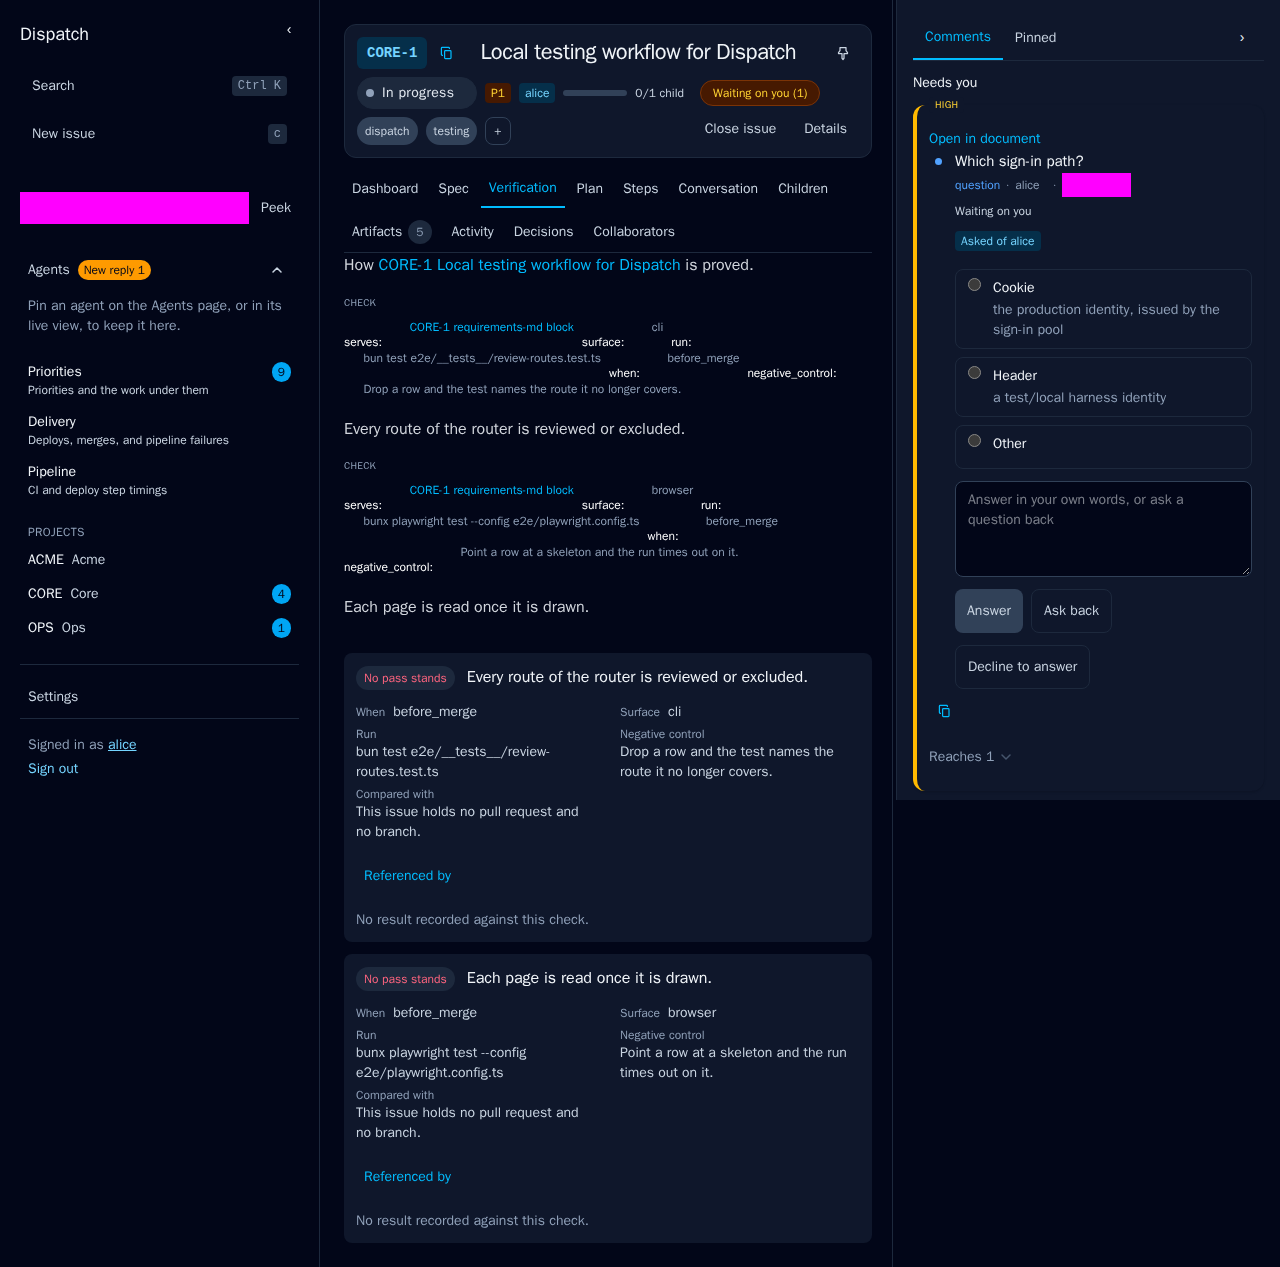 Dispatch
‹
Search
Ctrl K
New issue
C
Peek
Agents
New reply 1
Pin an agent on the Agents page, or in its
live view, to keep it here.
Priorities
9
Priorities and the work under them
Delivery
Deploys, merges, and pipeline failures
Pipeline
CI and deploy step timings
PROJECTS
ACME Acme
CORE Core
4
OPS Ops
1
Settings
Signed in as alice
Sign out
CORE-1
Local testing workflow for Dispatch
In progress
P1
alice
0/1 child
Waiting on you (1)
dispatch
testing
+
Close issue
Details
Dashboard
Spec
Verification
Plan
Steps
Conversation
Children
Artifacts 5
Activity
Decisions
Collaborators
How CORE-1 Local testing workflow for Dispatch is proved.
CHECK
CORE-1 requirements-md block
cli
serves:
surface:
run:
bun test e2e/__tests__/review-routes.test.ts
before_merge
when:
negative_control:
Drop a row and the test names the route it no longer covers.
Every route of the router is reviewed or excluded.
CHECK
CORE-1 requirements-md block
browser
serves:
surface:
run:
bunx playwright test --config e2e/playwright.config.ts
before_merge
when:
Point a row at a skeleton and the run times out on it.
negative_control:
Each page is read once it is drawn.
No pass stands
Every route of the router is reviewed or excluded.
When before_merge
Surface cli
Run
bun test e2e/__tests__/review-
routes.test.ts
Negative control
Drop a row and the test names the
route it no longer covers.
Compared with
This issue holds no pull request and
no branch.
Referenced by
No result recorded against this check.
No pass stands
Each page is read once it is drawn.
When before_merge
Surface browser
Run
bunx playwright test --config
e2e/playwright.config.ts
Negative control
Point a row at a skeleton and the run
times out on it.
Compared with
This issue holds no pull request and
no branch.
Referenced by
No result recorded against this check.
Comments
Pinned
›
Needs you
HIGH
Open in document
Which sign-in path?
question · alice ·
Waiting on you
Asked of alice
Cookie
the production identity, issued by the
sign-in pool
Header
a test/local harness identity
Other
Answer in your own words, or ask a
question back
Answer
Ask back
Decline to answer
Reaches 1